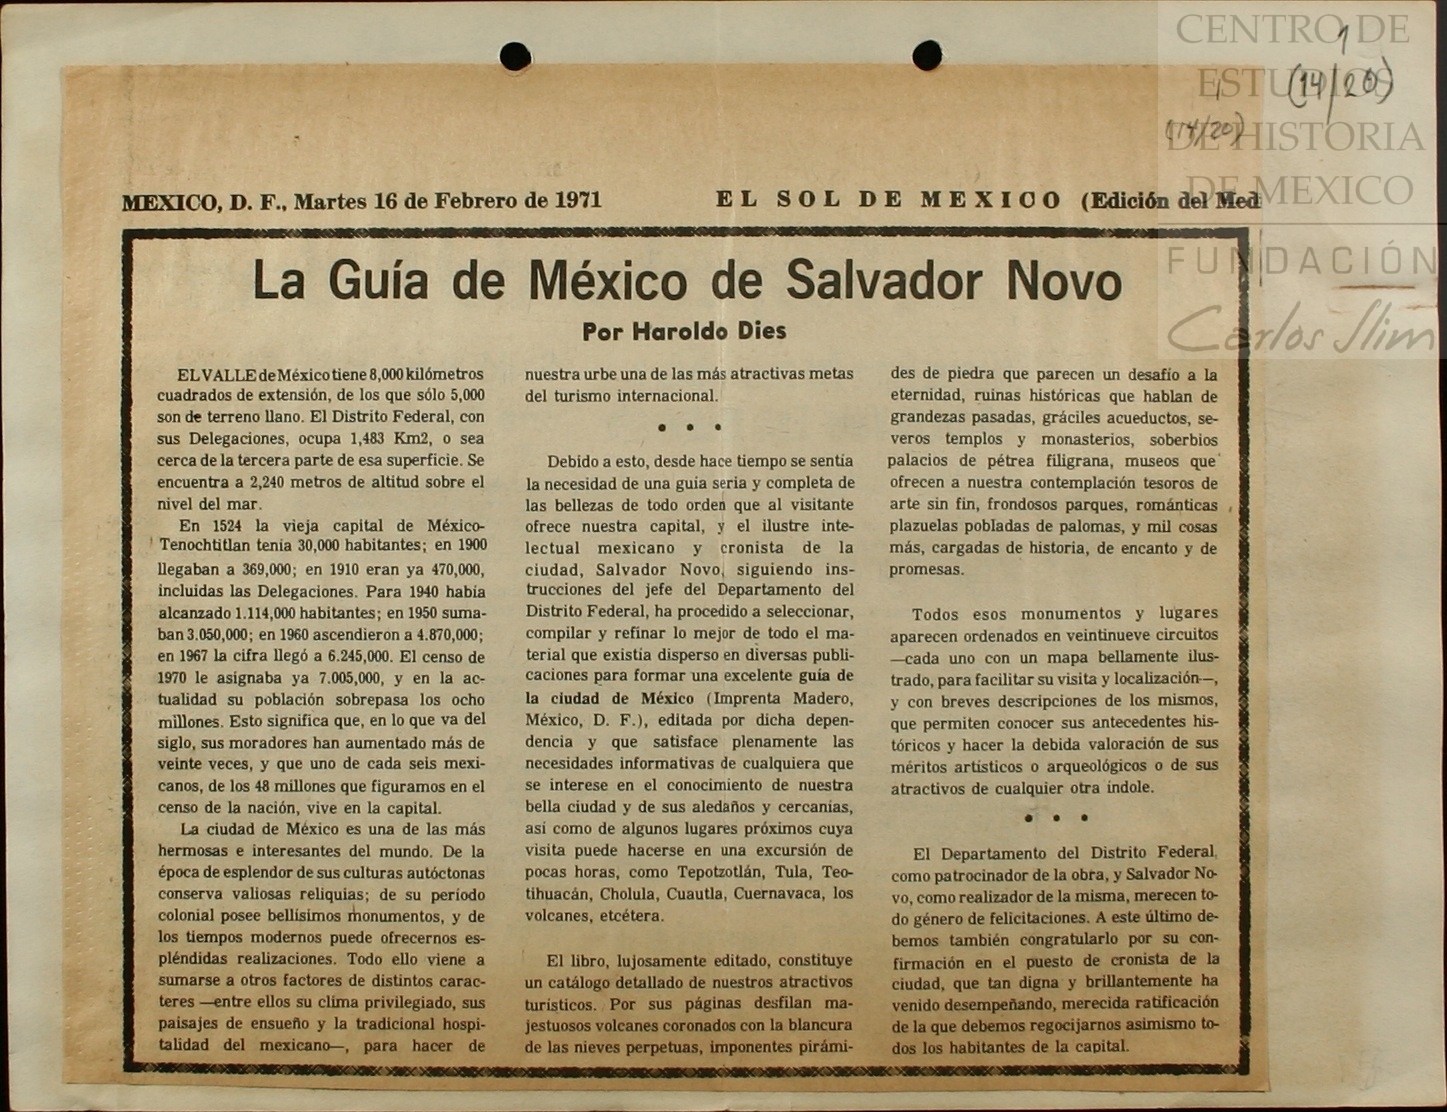 CENTRO DE
ESTUDIOS
DE HISTORIA
DE MEXICO
FUNDACIÓN
Carlos Slim
1
(14/20)
1
(14/20)
MEXICO, D. F., Martes 16 de Febrero de 1971
EL SOL DE MEXICO (Edición del Med
La Guía de México de Salvador Novo
Por Haroldo Dies
EL VALLE de México tiene 8,000 kilómetros
cuadrados de extensión, de los que sólo 5,000
son de terreno llano. El Distrito Federal, con
sus Delegaciones, ocupa 1,483 Km2, o sea
cerca de la tercera parte de esa superficie. Se
encuentra a 2,240 metros de altitud sobre el
nivel del mar.
En 1524 la vieja capital de México-
Tenochtitlan tenía 30,000 habitantes; en 1900
llegaban a 369,000; en 1910 eran ya 470,000,
incluidas las Delegaciones. Para 1940 había
alcanzado 1.114,000 habitantes; en 1950 suma-
ban 3.050,000; en 1960 ascendieron a 4.870,000;
en 1967 la cifra llegó a 6.245,000. El censo de
1970 le asignaba ya 7.005,000, y en la ac-
tualidad su población sobrepasa los ocho
millones. Esto significa que, en lo que va del
siglo, sus moradores han aumentado más de
veinte veces, y que uno de cada seis mexi-
canos, de los 48 millones que figuramos en el
censo de la nación, vive en la capital.
La ciudad de México es una de las más
hermosas e interesantes del mundo. De la
época de esplendor de sus culturas autóctonas
conserva valiosas reliquias; de su período
colonial posee bellísimos monumentos, y de
los tiempos modernos puede ofrecernos es-
pléndidas realizaciones. Todo ello viene a
sumarse a otros factores de distintos carac-
teres —entre ellos su clima privilegiado, sus
paisajes de ensueño y la tradicional hospi-
talidad del mexicano—, para hacer de
nuestra urbe una de las más atractivas metas
del turismo internacional.
• • •
Debido a esto, desde hace tiempo se sentía
la necesidad de una guía seria y completa de
las bellezas de todo orden que al visitante
ofrece nuestra capital, y el ilustre inte-
lectual mexicano y cronista de la
ciudad, Salvador Novo, siguiendo ins-
trucciones del jefe del Departamento del
Distrito Federal, ha procedido a seleccionar,
compilar y refinar lo mejor de todo el ma-
terial que existía disperso en diversas publi-
caciones para formar una excelente guía de
la ciudad de México (Imprenta Madero,
México, D. F.), editada por dicha depen-
dencia y que satisface plenamente las
necesidades informativas de cualquiera que
se interese en el conocimiento de nuestra
bella ciudad y de sus aledaños y cercanías,
así como de algunos lugares próximos cuya
visita puede hacerse en una excursión de
pocas horas, como Tepotzotlán, Tula, Teo-
tihuacán, Cholula, Cuautla, Cuernavaca, los
volcanes, etcétera.
El libro, lujosamente editado, constituye
un catálogo detallado de nuestros atractivos
turísticos. Por sus páginas desfilan ma-
jestuosos volcanes coronados con la blancura
de las nieves perpetuas, imponentes pirámi-
des de piedra que parecen un desafío a la
eternidad, ruinas históricas que hablan de
grandezas pasadas, gráciles acueductos, se-
veros templos y monasterios, soberbios
palacios de pétrea filigrana, museos que
ofrecen a nuestra contemplación tesoros de
arte sin fin, frondosos parques, románticas
plazuelas pobladas de palomas, y mil cosas
más, cargadas de historia, de encanto y de
promesas.
Todos esos monumentos y lugares
aparecen ordenados en veintinueve circuitos
—cada uno con un mapa bellamente ilus-
trado, para facilitar su visita y localización—,
y con breves descripciones de los mismos,
que permiten conocer sus antecedentes his-
tóricos y hacer la debida valoración de sus
méritos artísticos o arqueológicos o de sus
atractivos de cualquier otra índole.
• • •
El Departamento del Distrito Federal,
como patrocinador de la obra, y Salvador No-
vo, como realizador de la misma, merecen to-
do género de felicitaciones. A este último de-
bemos también congratularlo por su con-
firmación en el puesto de cronista de la
ciudad, que tan digna y brillantemente ha
venido desempeñando, merecida ratificación
de la que debemos regocijarnos asimismo to-
dos los habitantes de la capital.